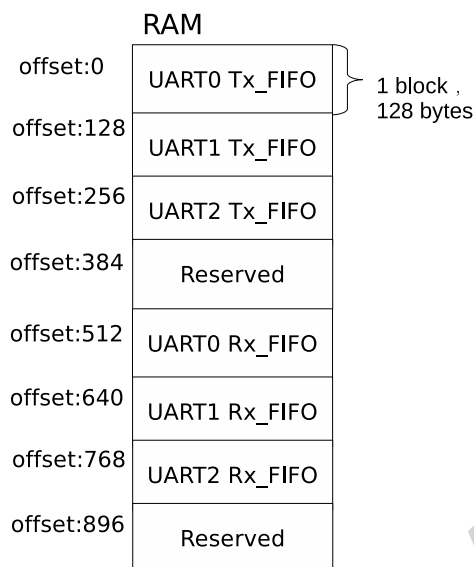 RAM
offset:0
UART0 Tx_FIFO
1 block ,
128 bytes
offset:128
UART1 Tx_FIFO
offset:256
UART2 Tx_FIFO
offset:384
Reserved
offset:512
UART0 Rx_FIFO
offset:640
UART1 Rx_FIFO
offset:768
UART2 Rx_FIFO
offset:896
Reserved